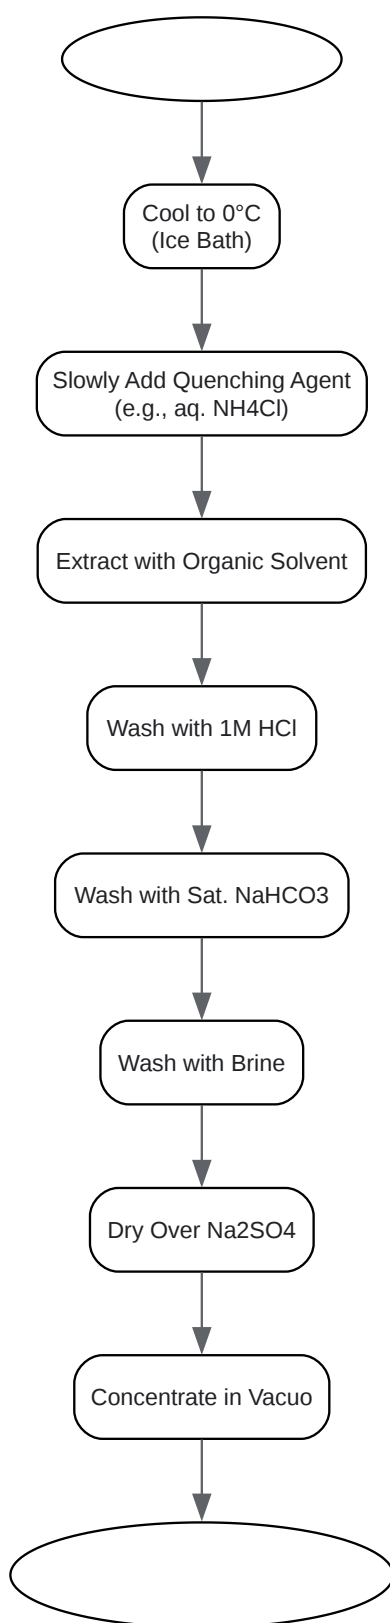 Cool to 0°C
(Ice Bath)
Slowly Add Quenching Agent
(e.g., aq. NH4Cl)
Extract with Organic Solvent
Wash with 1M HCl
Wash with Sat. NaHCO3
Wash with Brine
Dry Over Na2SO4
Concentrate in Vacuo